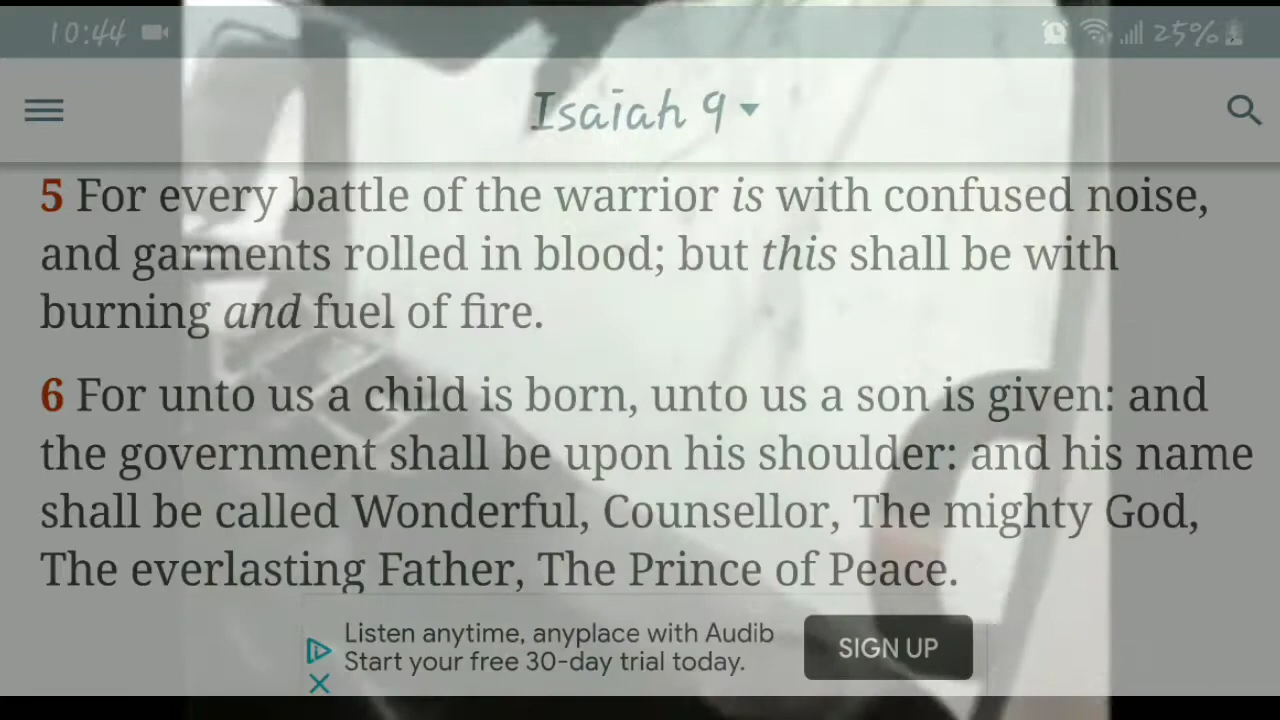 10:44 25%
Isaiah 9
5 For every battle of the warrior is with confused noise,
and garments rolled in blood; but this shall be with
burning and fuel of fire.
6 For unto us a child is born, unto us a son is given: and
the government shall be upon his shoulder: and his name
shall be called Wonderful, Counsellor, The mighty God,
The everlasting Father, The Prince of Peace.
Listen anytime, anyplace with Audib
Start your free 30-day trial today.
SIGN UP